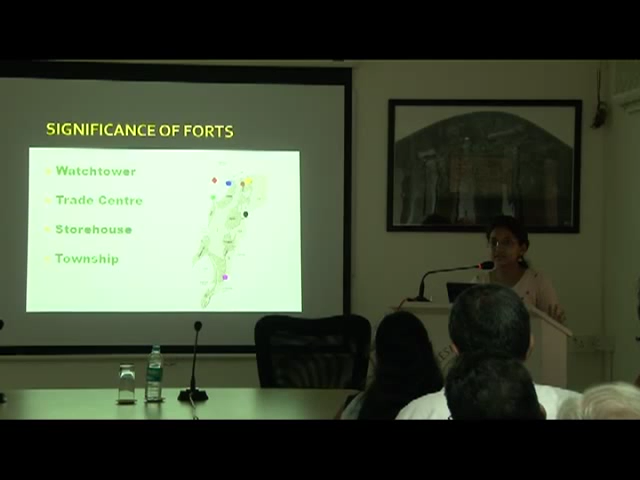 SIGNIFICANCE OF FORTS
Watchtower
Trade Centre
Storehouse
Township